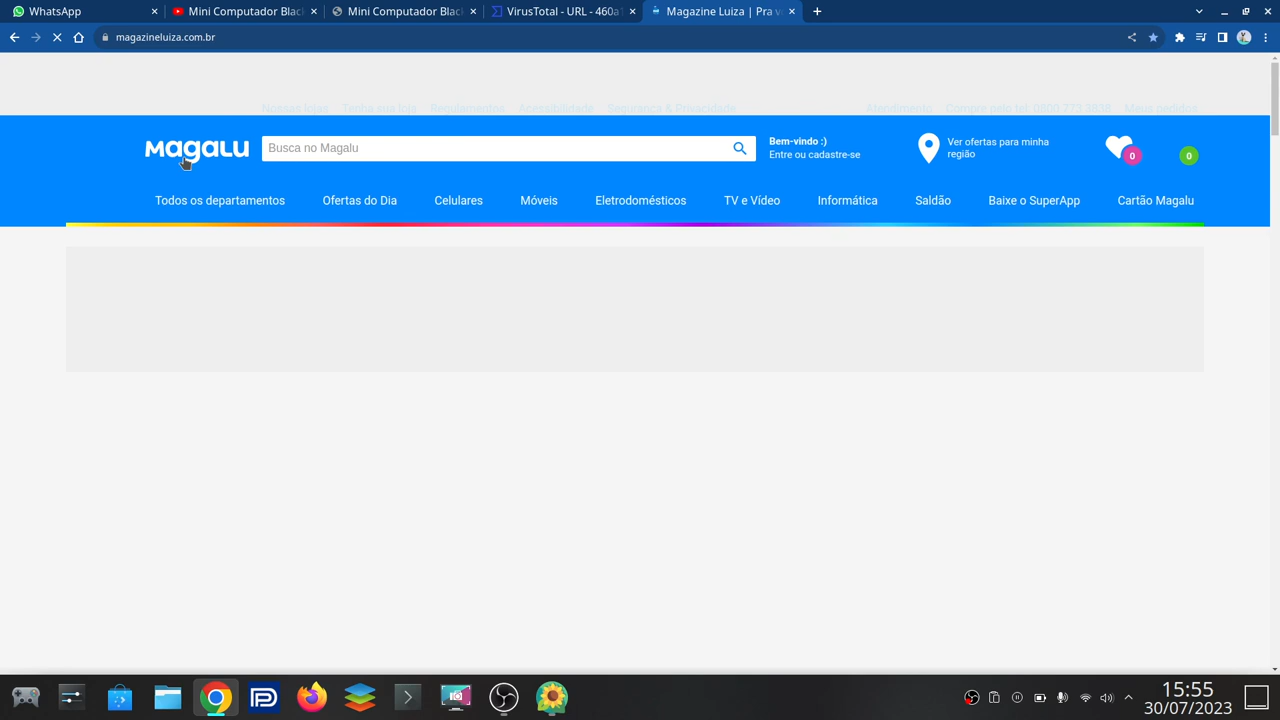 WhatsApp
Mini Computador Blac
Mini Computador Blac
VirusTotal - URL - 460a
Magazine Luiza | Pra v
magazineluiza.com.br
Nossas lojas Tenha sua loja Regulamentos Acessibilidade Segurança & Privacidade Atendimento Compre pelo tel: 0800 773 3838 Meus pedidos
Magalu
Busca no Magalu
Bem-vindo :)
Entre ou cadastre-se
Ver ofertas para minha
região
0
0
Todos os departamentos Ofertas do Dia Celulares Móveis Eletrodomésticos TV e Vídeo Informática Saldão Baixe o SuperApp Cartão Magalu
15:55
30/07/2023